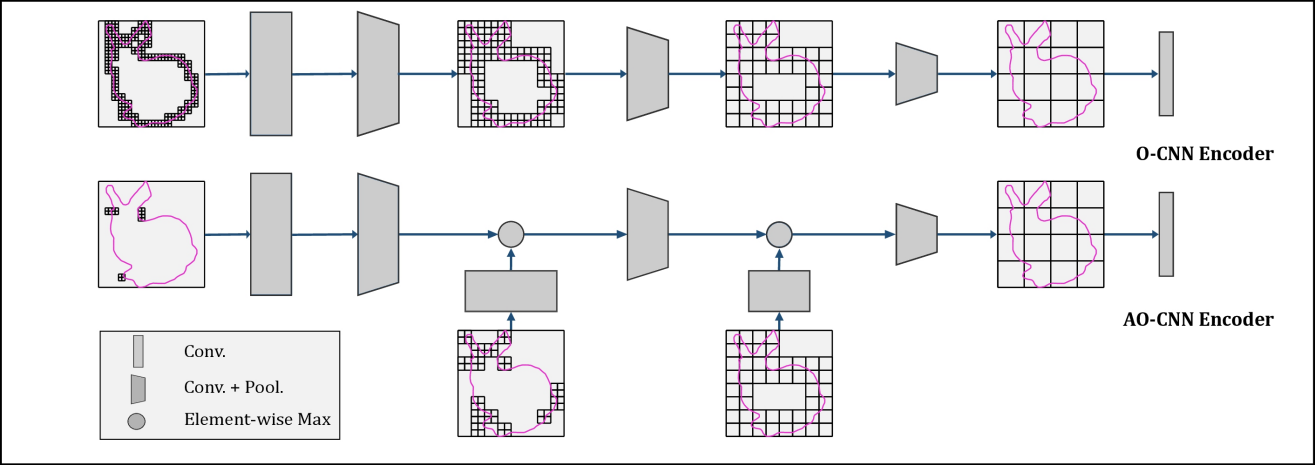 O-CNN Encoder
AO-CNN Encoder
Conv.
Conv. + Pool.
Element-wise Max